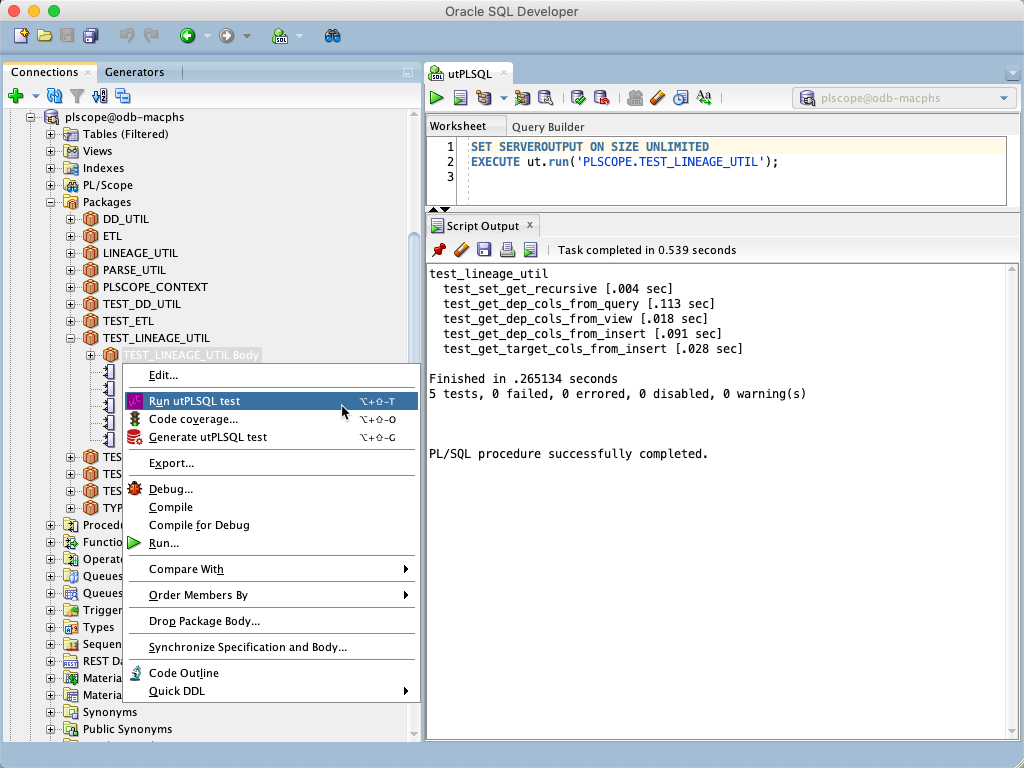 Oracle SQL Developer
Connections
Generators
plscope@odb-macphs
Tables (Filtered)
Views
Indexes
PL/Scope
Packages
DD_UTIL
ETL
LINEAGE_UTIL
PARSE_UTIL
PLSCOPE_CONTEXT
TEST_DD_UTIL
TEST_ETL
TEST_LINEAGE_UTIL
TEST_LINEAGE_UTIL Body
TES
TES
TES
TYP
Procedu
Functio
Operato
Queues
Queues
Trigger
Types
Sequen
REST Da
Materia
Materia
Synonyms
Public Synonyms
Edit...
Run utPLSQL test ⌥+⇧-T
Code coverage... ⌥+⇧-O
Generate utPLSQL test ⌥+⇧-G
Export...
Debug...
Compile
Compile for Debug
Run...
Compare With
Order Members By
Drop Package Body...
Synchronize Specification and Body...
Code Outline
Quick DDL
utPLSQL
plscope@odb-macphs
Worksheet Query Builder
1 SET SERVEROUTPUT ON SIZE UNLIMITED
2 EXECUTE ut.run('PLSCOPE.TEST_LINEAGE_UTIL');
3
Script Output x
Task completed in 0.539 seconds
test_lineage_util
test_set_get_recursive [.004 sec]
test_get_dep_cols_from_query [.113 sec]
test_get_dep_cols_from_view [.018 sec]
test_get_dep_cols_from_insert [.091 sec]
test_get_target_cols_from_insert [.028 sec]
Finished in .265134 seconds
5 tests, 0 failed, 0 errored, 0 disabled, 0 warning(s)
PL/SQL procedure successfully completed.